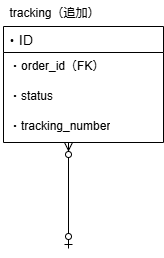 tracking（追加）
・ID
・order_id（FK）
・status
・tracking_number